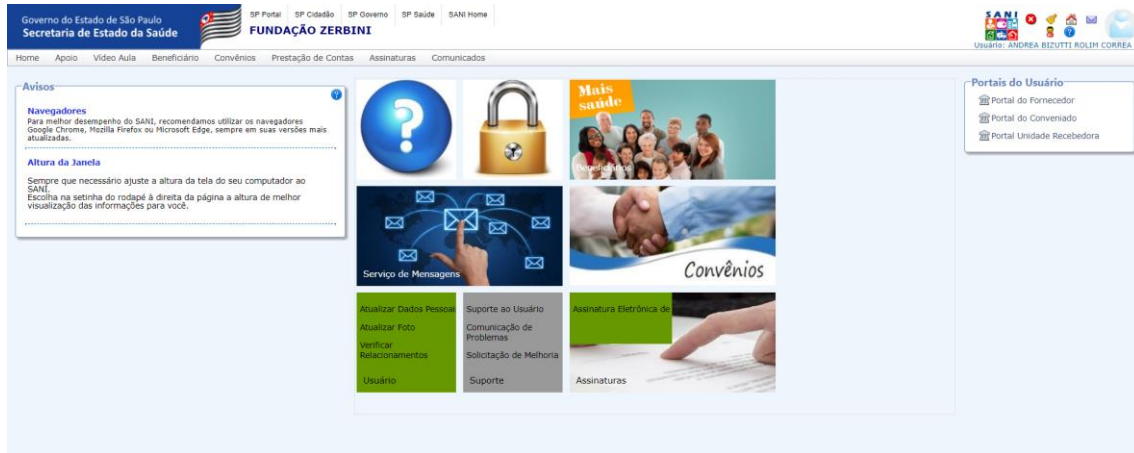 Governo do Estado de São Paulo
Secretaria de Estado da Saúde
SP Portal SP Cidadão SP Governo SP Saúde SANI Home
FUNDAÇÃO ZERBINI
SANI
Usuário: ANDREA BIZUTTI ROLIM CORREA
Home Apoio Vídeo Aula Beneficiário Convênios Prestação de Contas Assinaturas Comunicados
Avisos
Navegadores
Para melhor desempenho do SANI, recomendamos utilizar os navegadores
Google Chrome, Mozilla Firefox ou Microsoft Edge, sempre em suas versões mais
atualizadas.
Altura da Janela
Sempre que necessário ajuste a altura da tela do seu computador ao
SANI.
Escolha na setinha do rodapé à direita da página a altura de melhor
visualização das informações para você.
Mais
saúde
Beneficiários
Serviço de Mensagens
Convênios
Atualizar Dados Pessoai
Atualizar Foto
Verificar
Relacionamentos
Usuário
Suporte ao Usuário
Comunicação de
Problemas
Solicitação de Melhoria
Suporte
Assinatura Eletrônica de
Assinaturas
Portais do Usuário
Portal do Fornecedor
Portal do Conveniado
Portal Unidade Recebedora